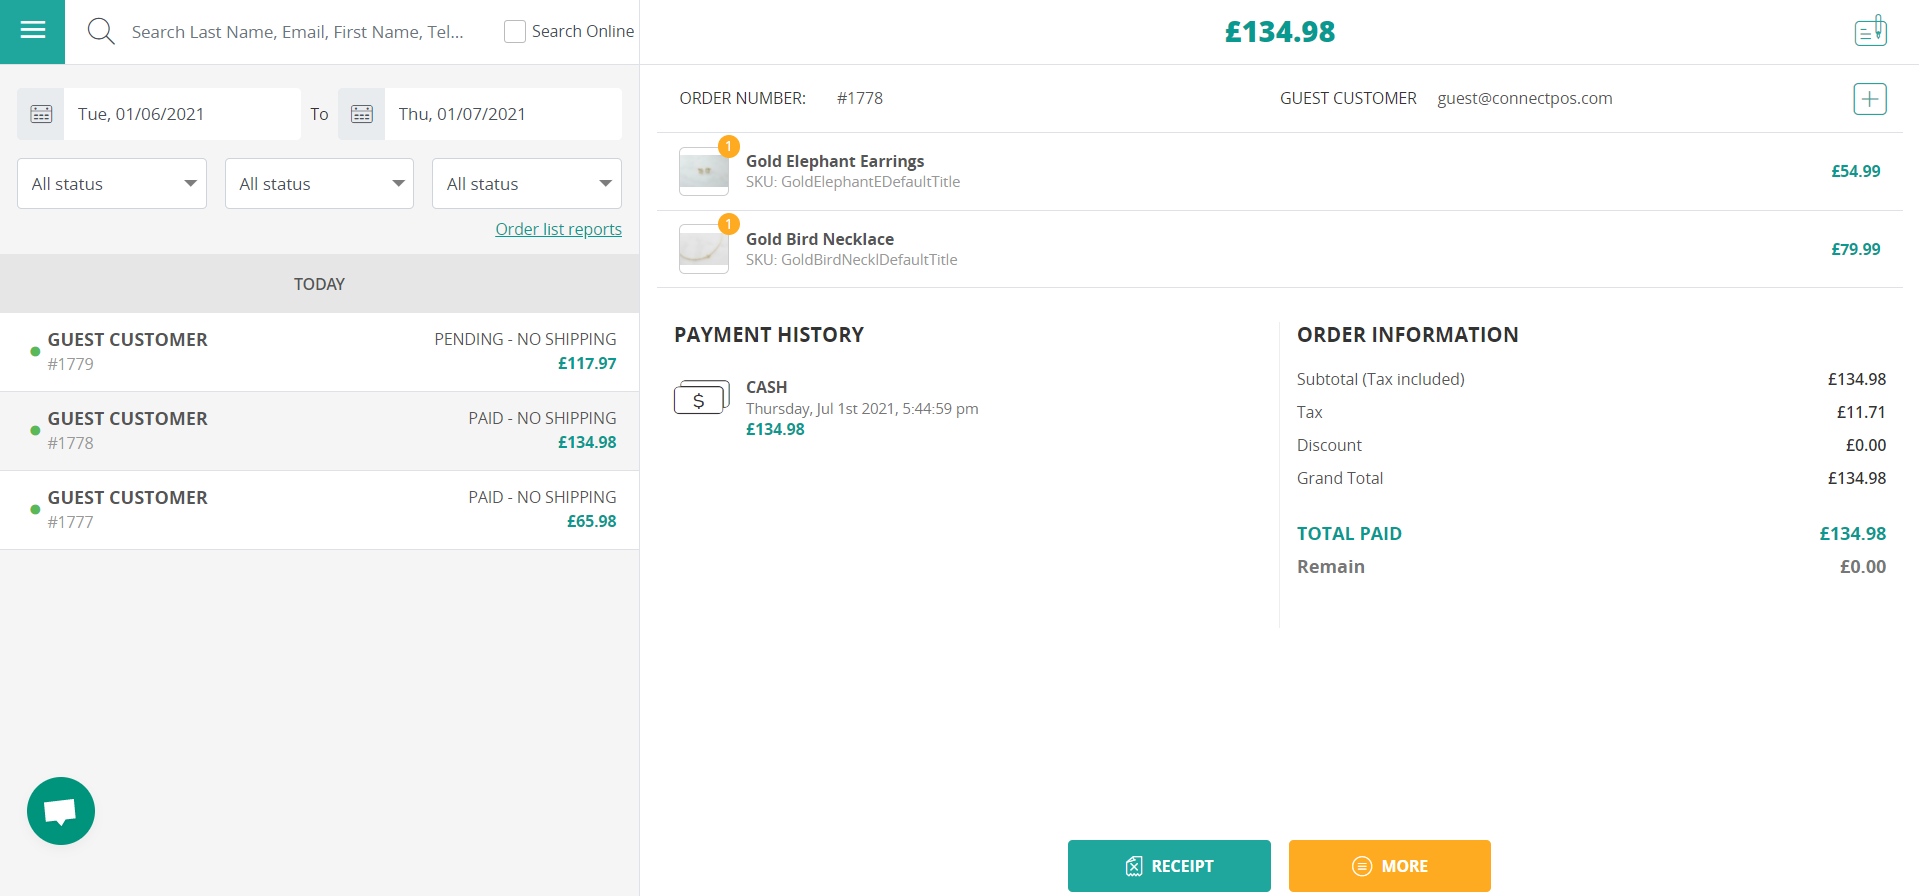 Search Last Name, Email, First Name, Tel...
Search Online
Tue, 01/06/2021
To
Thu, 01/07/2021
All status
All status
All status
Order list reports
TODAY
GUEST CUSTOMER
PENDING - NO SHIPPING
#1779
£117.97
GUEST CUSTOMER
PAID - NO SHIPPING
#1778
£134.98
GUEST CUSTOMER
PAID - NO SHIPPING
#1777
£65.98
£134.98
ORDER NUMBER: #1778
GUEST CUSTOMER guest@connectpos.com
1
Gold Elephant Earrings
SKU: GoldElephantEDefaultTitle
£54.99
1
Gold Bird Necklace
SKU: GoldBirdNecklDefaultTitle
£79.99
PAYMENT HISTORY
$
CASH
Thursday, Jul 1st 2021, 5:44:59 pm
£134.98
ORDER INFORMATION
Subtotal (Tax included) £134.98
Tax £11.71
Discount £0.00
Grand Total £134.98
TOTAL PAID £134.98
Remain £0.00
RECEIPT
MORE